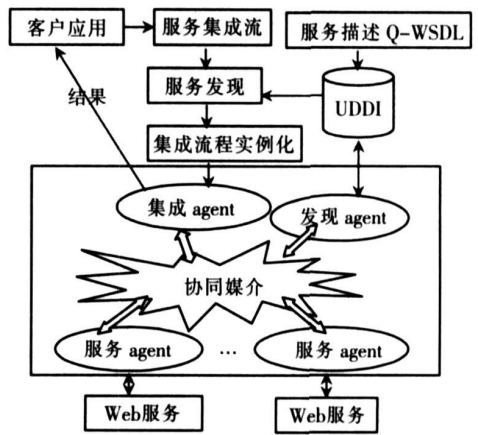 客户应用
服务集成流
服务描述 Q-WSDL
结果
服务发现
UDDI
集成流程实例化
集成 agent
发现 agent
协同媒介
服务 agent
…
服务 agent
Web服务
Web服务